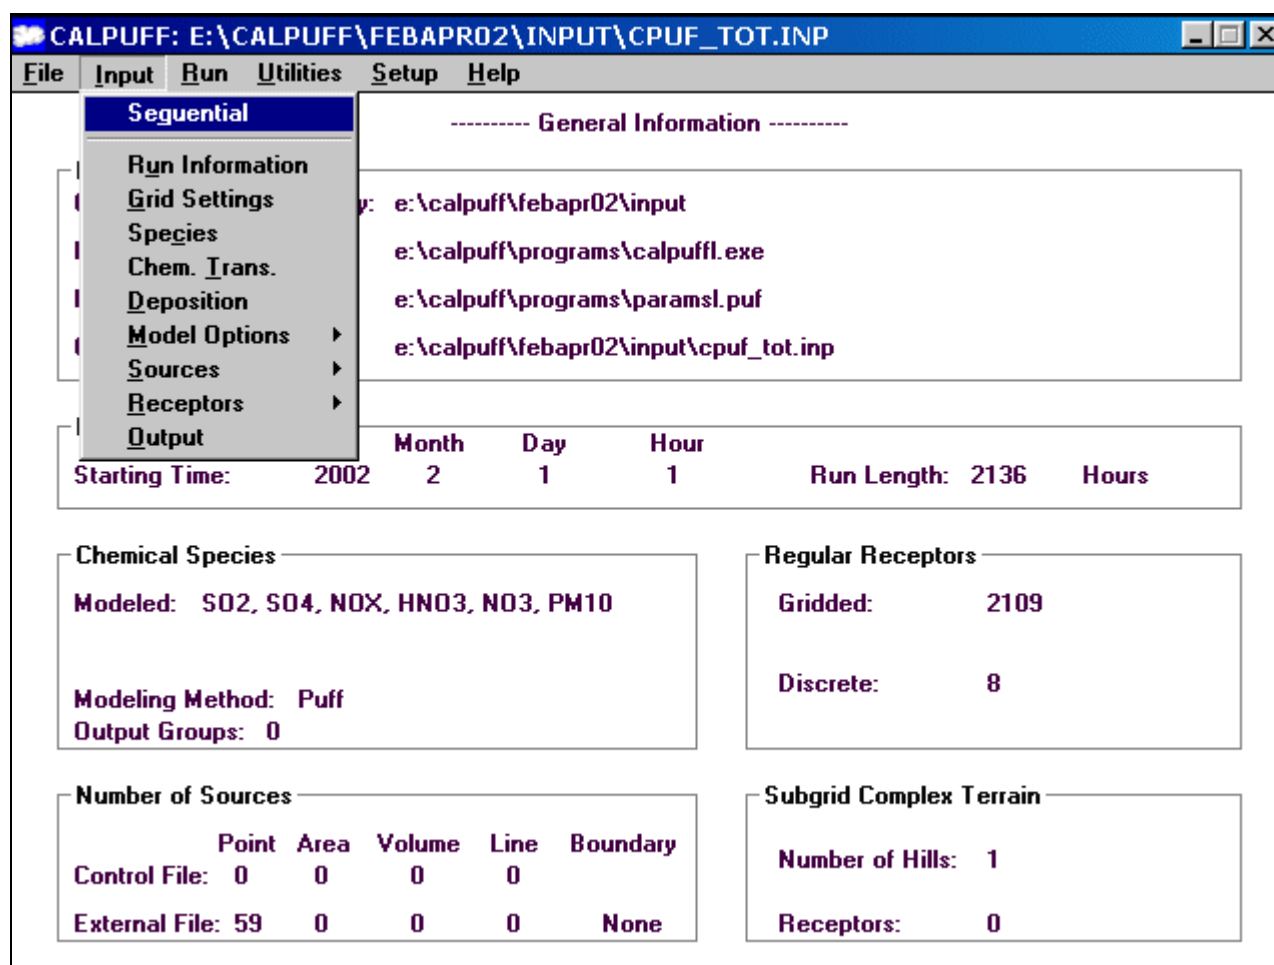 CALPUFF: E:\CALPUFF\FEBAPR02\INPUT\CPUF_TOT.INP
File Input Run Utilities Setup Help
Sequential
Run Information
Grid Settings
Species
Chem. Trans.
Deposition
Model Options
Sources
Receptors
Output
---------- General Information ----------
y: e:\calpuff\febapr02\input
e:\calpuff\programs\calpuffl.exe
e:\calpuff\programs\paramsl.puf
e:\calpuff\febapr02\input\cpuf_tot.inp
Month Day Hour
Starting Time: 2002 2 1 1 Run Length: 2136 Hours
Chemical Species
Modeled: SO2, SO4, NOX, HNO3, NO3, PM10
Modeling Method: Puff
Output Groups: 0
Regular Receptors
Gridded: 2109
Discrete: 8
Number of Sources
Point Area Volume Line Boundary
Control File: 0 0 0 0
External File: 59 0 0 0 None
Subgrid Complex Terrain
Number of Hills: 1
Receptors: 0